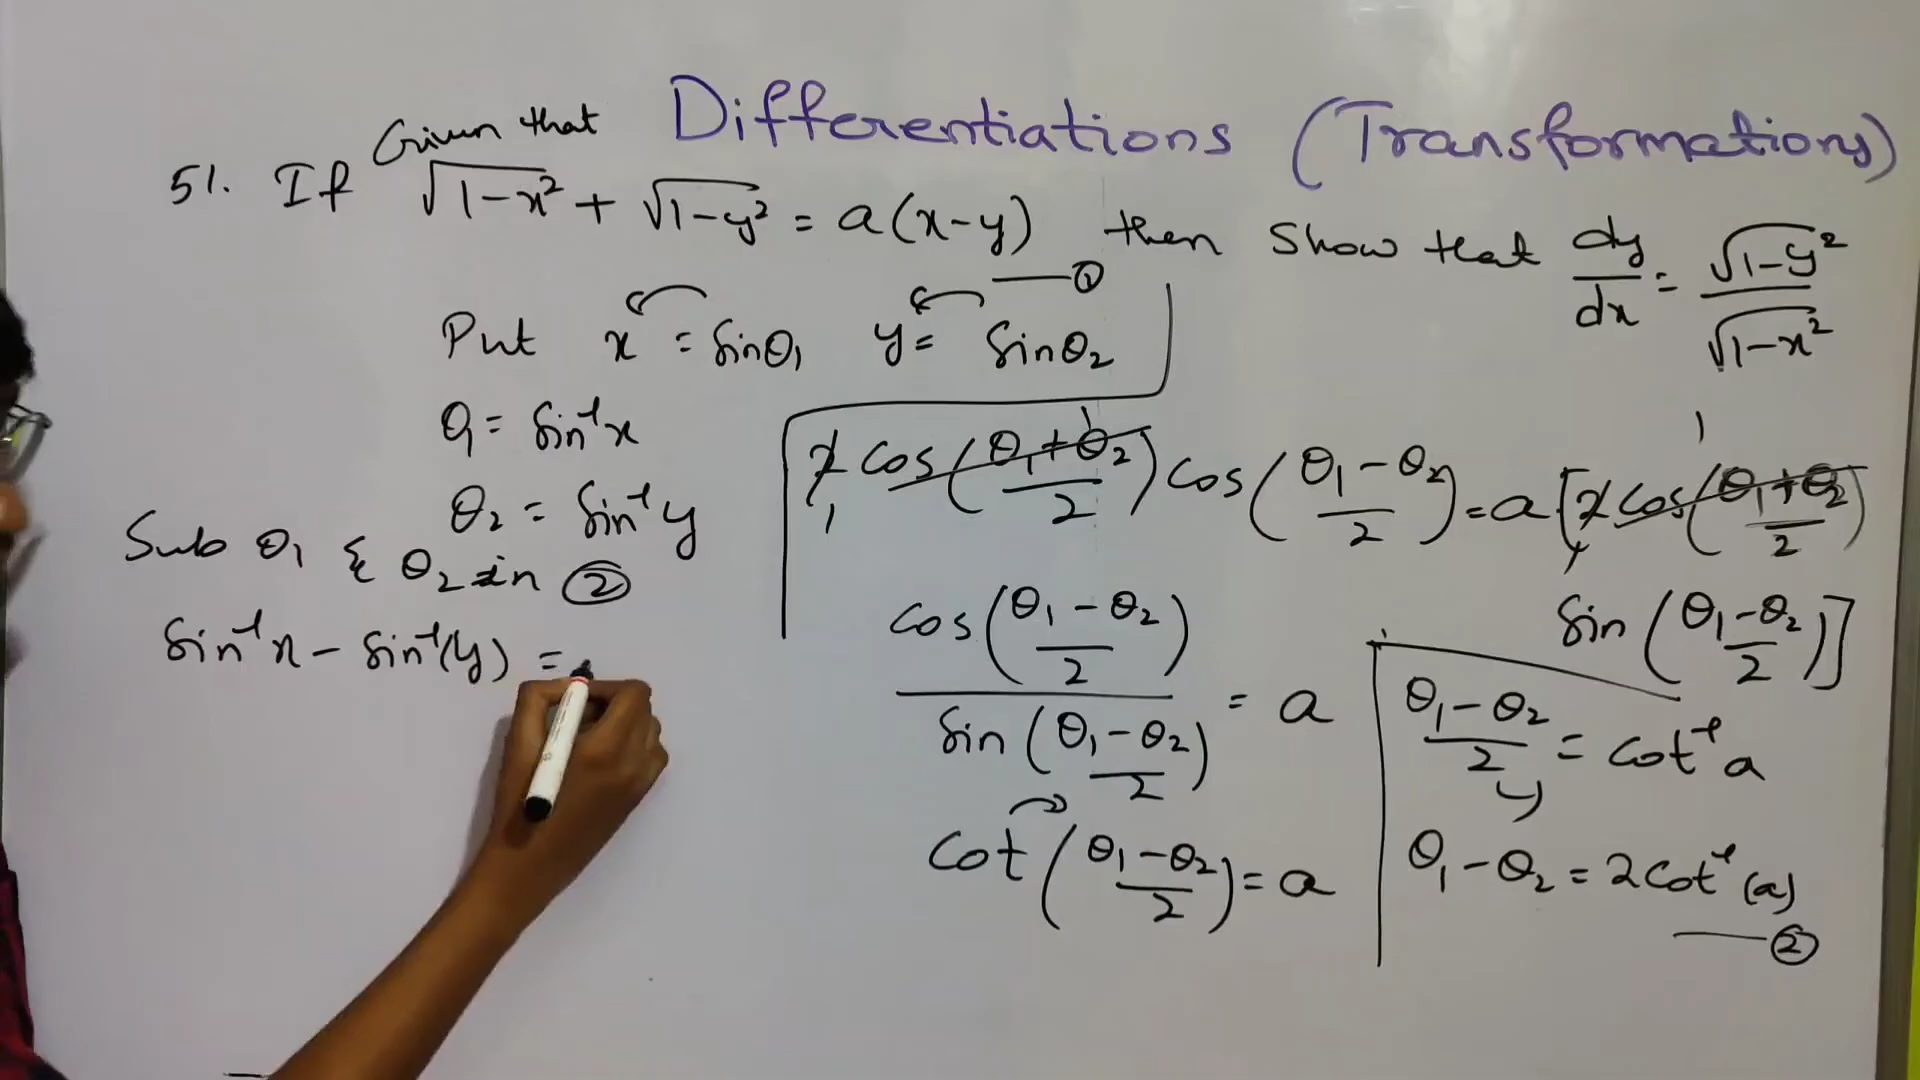 Differentiations (Transformations)
Given that
51. If √1-x² + √1-y² = a(x-y) then show that dy/dx = √1-y²/√1-x²
①
Put x = Sinθ₁ y = Sinθ₂
θ₁ = Sin⁻¹x
θ₂ = Sin⁻¹y
Sub θ₁ & θ₂ in ②
Sin⁻¹x - Sin⁻¹(y) =
2 Cos(θ₁+θ₂/2) Cos(θ₁-θ₂/2) = a[2 Cos(θ₁+θ₂/2)
Sin(θ₁-θ₂/2)]
Cos(θ₁-θ₂/2)/Sin(θ₁-θ₂/2) = a
Cot(θ₁-θ₂/2) = a
θ₁-θ₂/2 = Cot⁻¹a
θ₁-θ₂ = 2Cot⁻¹(a)
②